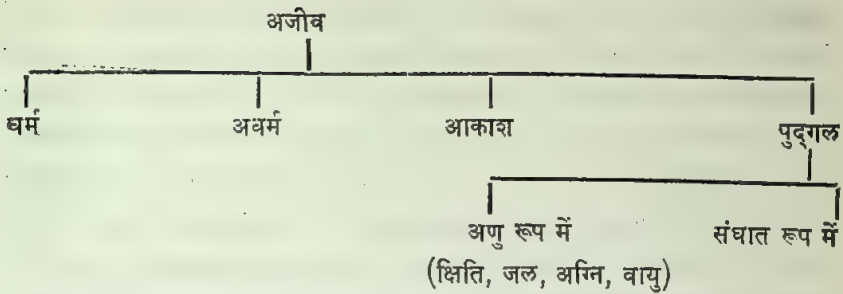 अजीव
धर्म अधर्म आकाश पुद्गल
अणु रूप में संघात रूप में
(क्षिति, जल, अग्नि, वायु)